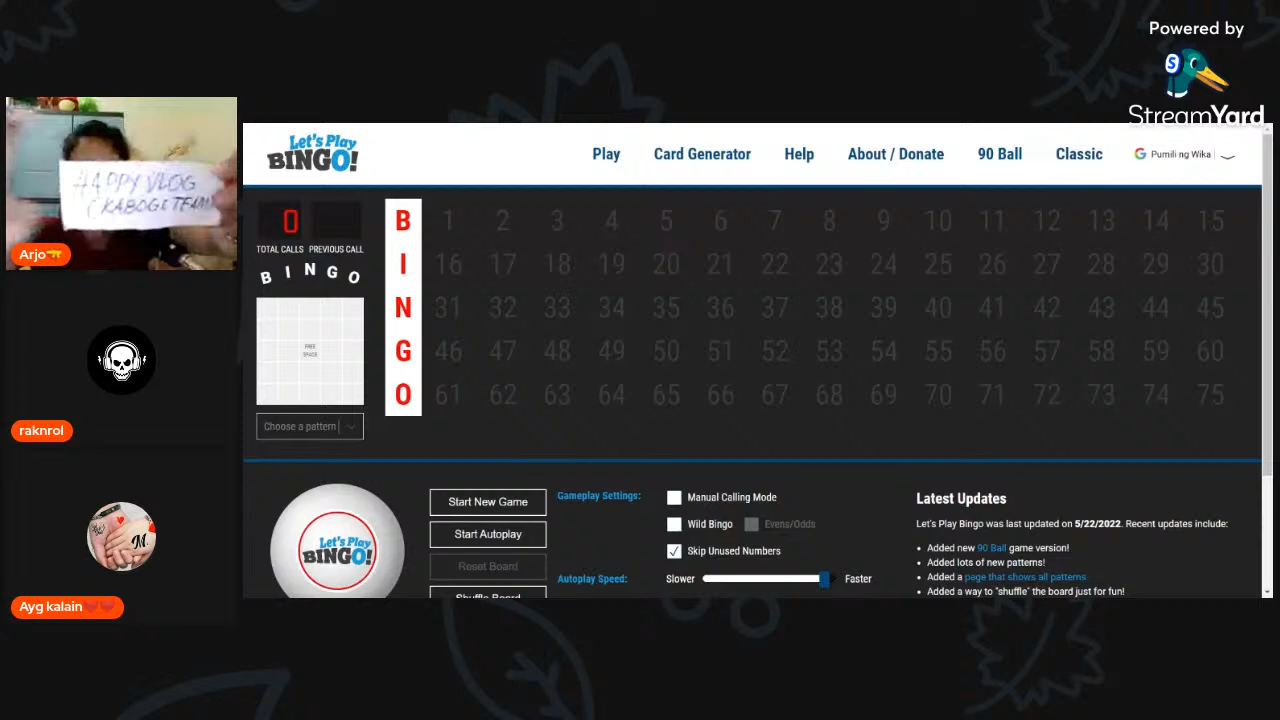 Powered by
StreamYard
HAPPY VLOG
Arjo
raknrol
Ayg kalain
Let's Play
BINGO!
Play
Card Generator
Help
About / Donate
90 Ball
Classic
G Pumili ng Wika
0
TOTAL CALLS PREVIOUS CALL
B I N G O
FREE
SPACE
Choose a pattern
B 1 2 3 4 5 6 7 8 9 10 11 12 13 14 15
I 16 17 18 19 20 21 22 23 24 25 26 27 28 29 30
N 31 32 33 34 35 36 37 38 39 40 41 42 43 44 45
G 46 47 48 49 50 51 52 53 54 55 56 57 58 59 60
O 61 62 63 64 65 66 67 68 69 70 71 72 73 74 75
Let's Play
BINGO!
Start New Game
Start Autoplay
Reset Board
Shuffle Board
Gameplay Settings:
Manual Calling Mode
Wild Bingo Evens/Odds
Skip Unused Numbers
Autoplay Speed: Slower Faster
Latest Updates
Let's Play Bingo was last updated on 5/22/2022. Recent updates include:
Added new 90 Ball game version!
Added lots of new patterns!
Added a page that shows all patterns
Added a way to "shuffle" the board just for fun!